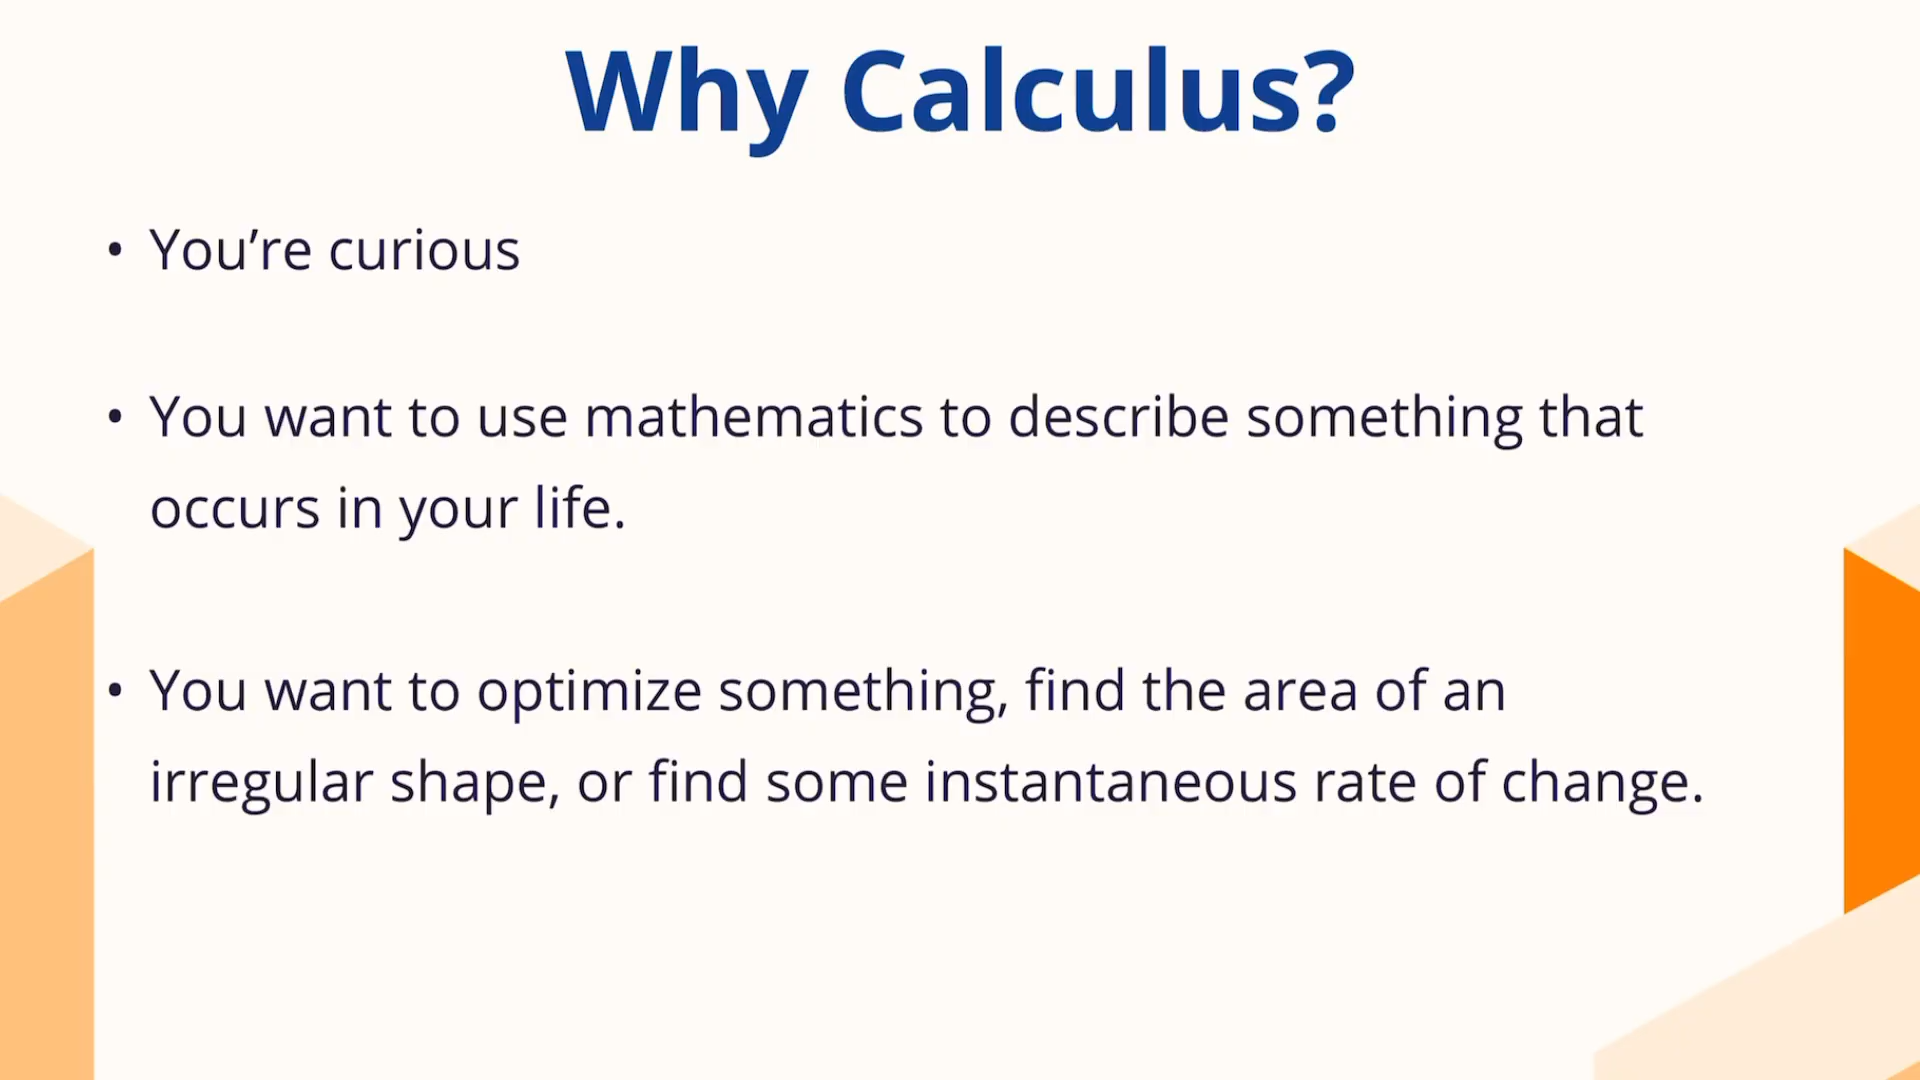 Why Calculus?
• You’re curious
• You want to use mathematics to describe something that
occurs in your life.
• You want to optimize something, find the area of an
irregular shape, or find some instantaneous rate of change.